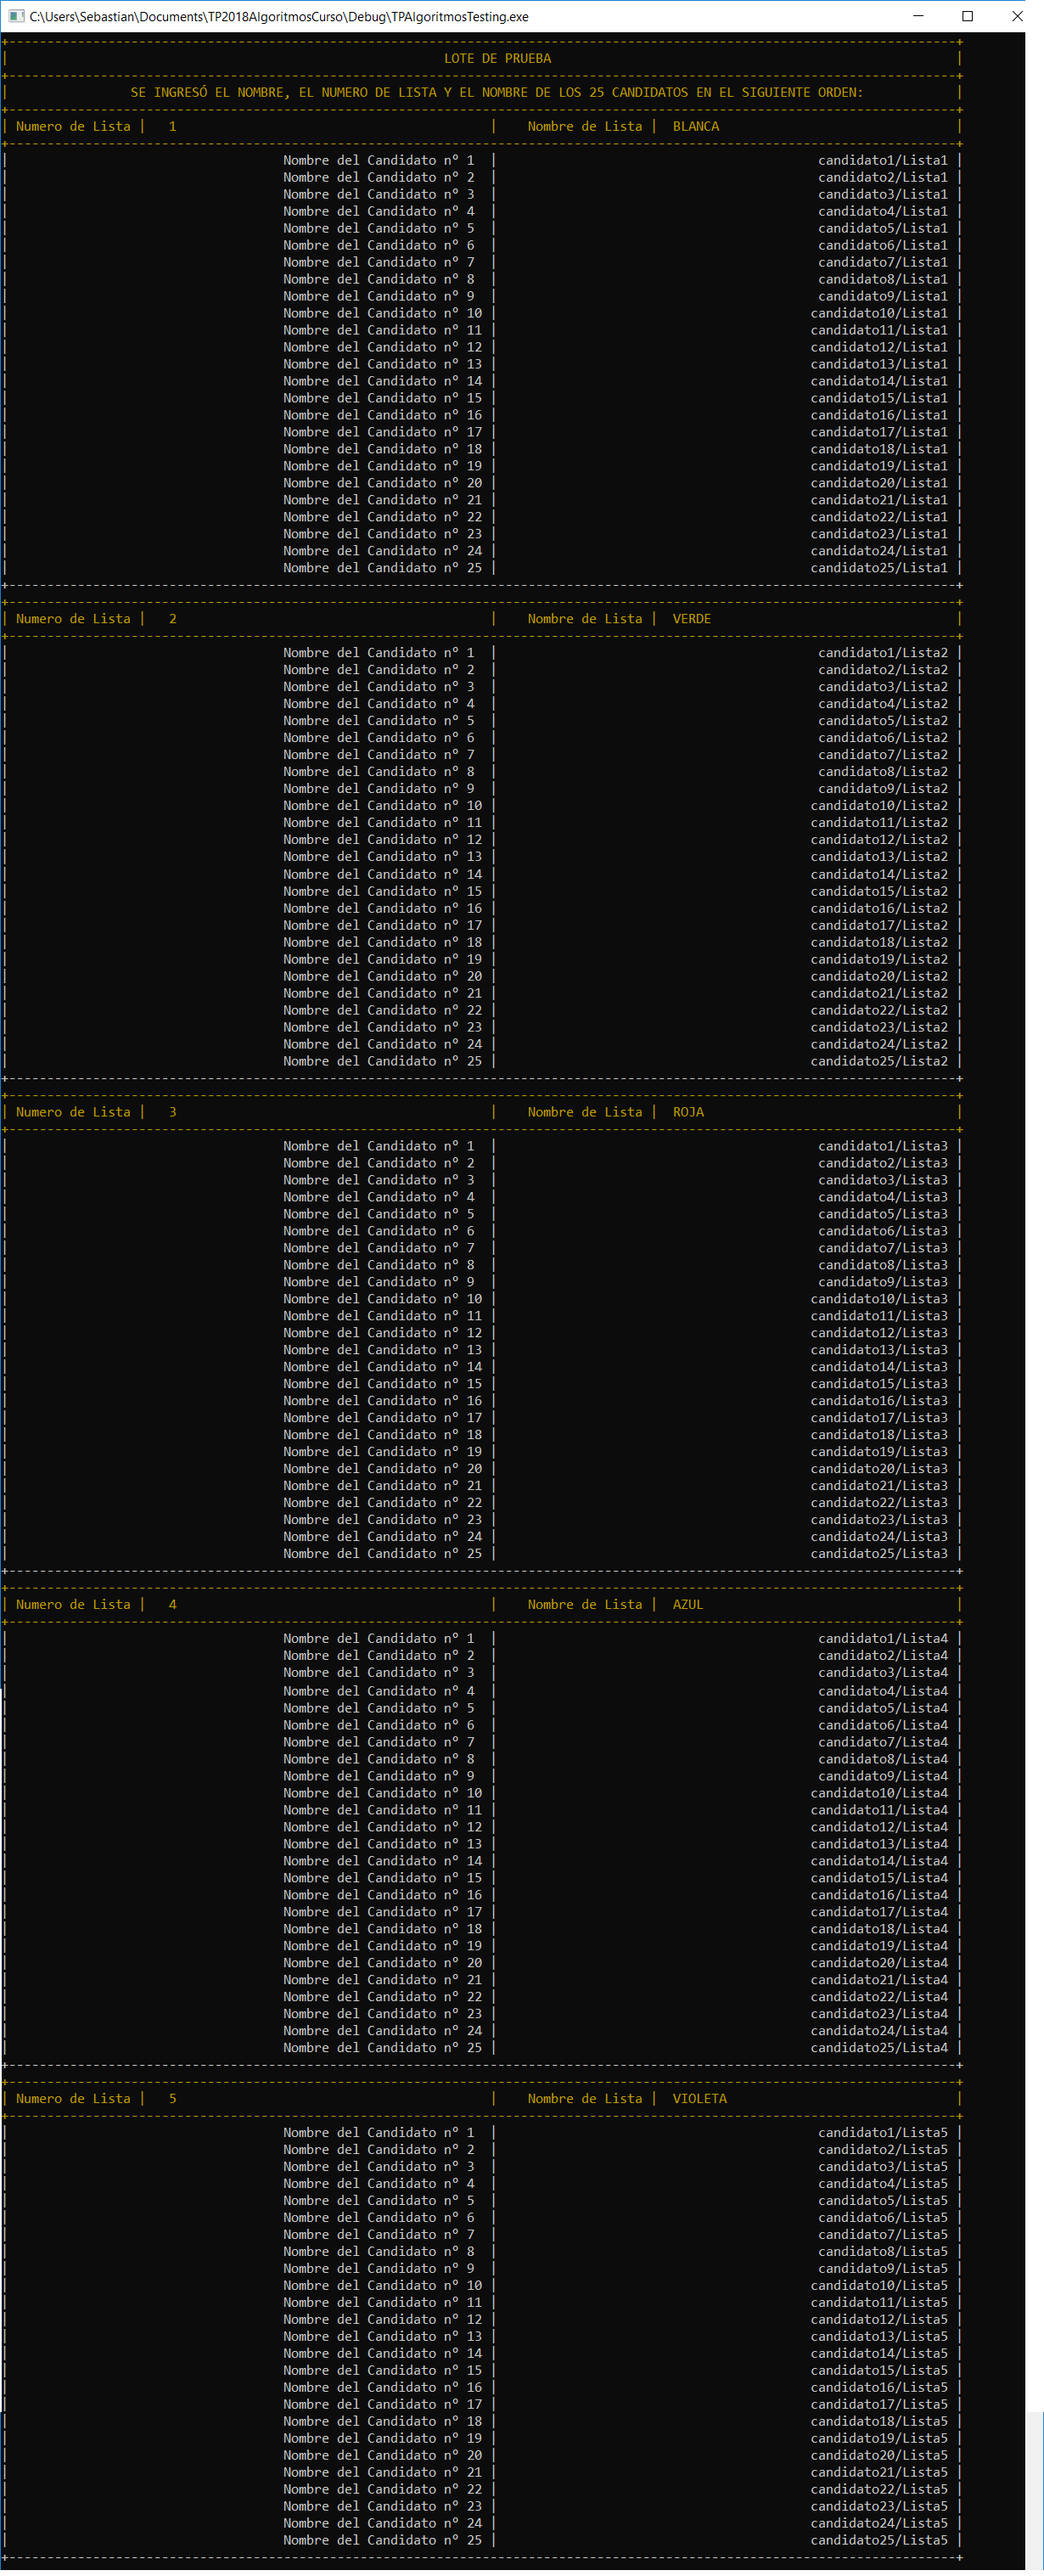 C:\Users\Sebastian\Documents\TP2018AlgoritmosCurso\Debug\TPAlgoritmosTesting.exe
LOTE DE PRUEBA
SE INGRESÓ EL NOMBRE, EL NUMERO DE LISTA Y EL NOMBRE DE LOS 25 CANDIDATOS EN EL SIGUIENTE ORDEN:
| Numero de Lista | 1 | Nombre de Lista | BLANCA |
| Nombre del Candidato nº 1 | candidato1/Lista1 |
| Nombre del Candidato nº 2 | candidato2/Lista1 |
| Nombre del Candidato nº 3 | candidato3/Lista1 |
| Nombre del Candidato nº 4 | candidato4/Lista1 |
| Nombre del Candidato nº 5 | candidato5/Lista1 |
| Nombre del Candidato nº 6 | candidato6/Lista1 |
| Nombre del Candidato nº 7 | candidato7/Lista1 |
| Nombre del Candidato nº 8 | candidato8/Lista1 |
| Nombre del Candidato nº 9 | candidato9/Lista1 |
| Nombre del Candidato nº 10 | candidato10/Lista1 |
| Nombre del Candidato nº 11 | candidato11/Lista1 |
| Nombre del Candidato nº 12 | candidato12/Lista1 |
| Nombre del Candidato nº 13 | candidato13/Lista1 |
| Nombre del Candidato nº 14 | candidato14/Lista1 |
| Nombre del Candidato nº 15 | candidato15/Lista1 |
| Nombre del Candidato nº 16 | candidato16/Lista1 |
| Nombre del Candidato nº 17 | candidato17/Lista1 |
| Nombre del Candidato nº 18 | candidato18/Lista1 |
| Nombre del Candidato nº 19 | candidato19/Lista1 |
| Nombre del Candidato nº 20 | candidato20/Lista1 |
| Nombre del Candidato nº 21 | candidato21/Lista1 |
| Nombre del Candidato nº 22 | candidato22/Lista1 |
| Nombre del Candidato nº 23 | candidato23/Lista1 |
| Nombre del Candidato nº 24 | candidato24/Lista1 |
| Nombre del Candidato nº 25 | candidato25/Lista1 |
| Numero de Lista | 2 | Nombre de Lista | VERDE |
| Nombre del Candidato nº 1 | candidato1/Lista2 |
| Nombre del Candidato nº 2 | candidato2/Lista2 |
| Nombre del Candidato nº 3 | candidato3/Lista2 |
| Nombre del Candidato nº 4 | candidato4/Lista2 |
| Nombre del Candidato nº 5 | candidato5/Lista2 |
| Nombre del Candidato nº 6 | candidato6/Lista2 |
| Nombre del Candidato nº 7 | candidato7/Lista2 |
| Nombre del Candidato nº 8 | candidato8/Lista2 |
| Nombre del Candidato nº 9 | candidato9/Lista2 |
| Nombre del Candidato nº 10 | candidato10/Lista2 |
| Nombre del Candidato nº 11 | candidato11/Lista2 |
| Nombre del Candidato nº 12 | candidato12/Lista2 |
| Nombre del Candidato nº 13 | candidato13/Lista2 |
| Nombre del Candidato nº 14 | candidato14/Lista2 |
| Nombre del Candidato nº 15 | candidato15/Lista2 |
| Nombre del Candidato nº 16 | candidato16/Lista2 |
| Nombre del Candidato nº 17 | candidato17/Lista2 |
| Nombre del Candidato nº 18 | candidato18/Lista2 |
| Nombre del Candidato nº 19 | candidato19/Lista2 |
| Nombre del Candidato nº 20 | candidato20/Lista2 |
| Nombre del Candidato nº 21 | candidato21/Lista2 |
| Nombre del Candidato nº 22 | candidato22/Lista2 |
| Nombre del Candidato nº 23 | candidato23/Lista2 |
| Nombre del Candidato nº 24 | candidato24/Lista2 |
| Nombre del Candidato nº 25 | candidato25/Lista2 |
| Numero de Lista | 3 | Nombre de Lista | ROJA |
| Nombre del Candidato nº 1 | candidato1/Lista3 |
| Nombre del Candidato nº 2 | candidato2/Lista3 |
| Nombre del Candidato nº 3 | candidato3/Lista3 |
| Nombre del Candidato nº 4 | candidato4/Lista3 |
| Nombre del Candidato nº 5 | candidato5/Lista3 |
| Nombre del Candidato nº 6 | candidato6/Lista3 |
| Nombre del Candidato nº 7 | candidato7/Lista3 |
| Nombre del Candidato nº 8 | candidato8/Lista3 |
| Nombre del Candidato nº 9 | candidato9/Lista3 |
| Nombre del Candidato nº 10 | candidato10/Lista3 |
| Nombre del Candidato nº 11 | candidato11/Lista3 |
| Nombre del Candidato nº 12 | candidato12/Lista3 |
| Nombre del Candidato nº 13 | candidato13/Lista3 |
| Nombre del Candidato nº 14 | candidato14/Lista3 |
| Nombre del Candidato nº 15 | candidato15/Lista3 |
| Nombre del Candidato nº 16 | candidato16/Lista3 |
| Nombre del Candidato nº 17 | candidato17/Lista3 |
| Nombre del Candidato nº 18 | candidato18/Lista3 |
| Nombre del Candidato nº 19 | candidato19/Lista3 |
| Nombre del Candidato nº 20 | candidato20/Lista3 |
| Nombre del Candidato nº 21 | candidato21/Lista3 |
| Nombre del Candidato nº 22 | candidato22/Lista3 |
| Nombre del Candidato nº 23 | candidato23/Lista3 |
| Nombre del Candidato nº 24 | candidato24/Lista3 |
| Nombre del Candidato nº 25 | candidato25/Lista3 |
| Numero de Lista | 4 | Nombre de Lista | AZUL |
| Nombre del Candidato nº 1 | candidato1/Lista4 |
| Nombre del Candidato nº 2 | candidato2/Lista4 |
| Nombre del Candidato nº 3 | candidato3/Lista4 |
| Nombre del Candidato nº 4 | candidato4/Lista4 |
| Nombre del Candidato nº 5 | candidato5/Lista4 |
| Nombre del Candidato nº 6 | candidato6/Lista4 |
| Nombre del Candidato nº 7 | candidato7/Lista4 |
| Nombre del Candidato nº 8 | candidato8/Lista4 |
| Nombre del Candidato nº 9 | candidato9/Lista4 |
| Nombre del Candidato nº 10 | candidato10/Lista4 |
| Nombre del Candidato nº 11 | candidato11/Lista4 |
| Nombre del Candidato nº 12 | candidato12/Lista4 |
| Nombre del Candidato nº 13 | candidato13/Lista4 |
| Nombre del Candidato nº 14 | candidato14/Lista4 |
| Nombre del Candidato nº 15 | candidato15/Lista4 |
| Nombre del Candidato nº 16 | candidato16/Lista4 |
| Nombre del Candidato nº 17 | candidato17/Lista4 |
| Nombre del Candidato nº 18 | candidato18/Lista4 |
| Nombre del Candidato nº 19 | candidato19/Lista4 |
| Nombre del Candidato nº 20 | candidato20/Lista4 |
| Nombre del Candidato nº 21 | candidato21/Lista4 |
| Nombre del Candidato nº 22 | candidato22/Lista4 |
| Nombre del Candidato nº 23 | candidato23/Lista4 |
| Nombre del Candidato nº 24 | candidato24/Lista4 |
| Nombre del Candidato nº 25 | candidato25/Lista4 |
| Numero de Lista | 5 | Nombre de Lista | VIOLETA |
| Nombre del Candidato nº 1 | candidato1/Lista5 |
| Nombre del Candidato nº 2 | candidato2/Lista5 |
| Nombre del Candidato nº 3 | candidato3/Lista5 |
| Nombre del Candidato nº 4 | candidato4/Lista5 |
| Nombre del Candidato nº 5 | candidato5/Lista5 |
| Nombre del Candidato nº 6 | candidato6/Lista5 |
| Nombre del Candidato nº 7 | candidato7/Lista5 |
| Nombre del Candidato nº 8 | candidato8/Lista5 |
| Nombre del Candidato nº 9 | candidato9/Lista5 |
| Nombre del Candidato nº 10 | candidato10/Lista5 |
| Nombre del Candidato nº 11 | candidato11/Lista5 |
| Nombre del Candidato nº 12 | candidato12/Lista5 |
| Nombre del Candidato nº 13 | candidato13/Lista5 |
| Nombre del Candidato nº 14 | candidato14/Lista5 |
| Nombre del Candidato nº 15 | candidato15/Lista5 |
| Nombre del Candidato nº 16 | candidato16/Lista5 |
| Nombre del Candidato nº 17 | candidato17/Lista5 |
| Nombre del Candidato nº 18 | candidato18/Lista5 |
| Nombre del Candidato nº 19 | candidato19/Lista5 |
| Nombre del Candidato nº 20 | candidato20/Lista5 |
| Nombre del Candidato nº 21 | candidato21/Lista5 |
| Nombre del Candidato nº 22 | candidato22/Lista5 |
| Nombre del Candidato nº 23 | candidato23/Lista5 |
| Nombre del Candidato nº 24 | candidato24/Lista5 |
| Nombre del Candidato nº 25 | candidato25/Lista5 |